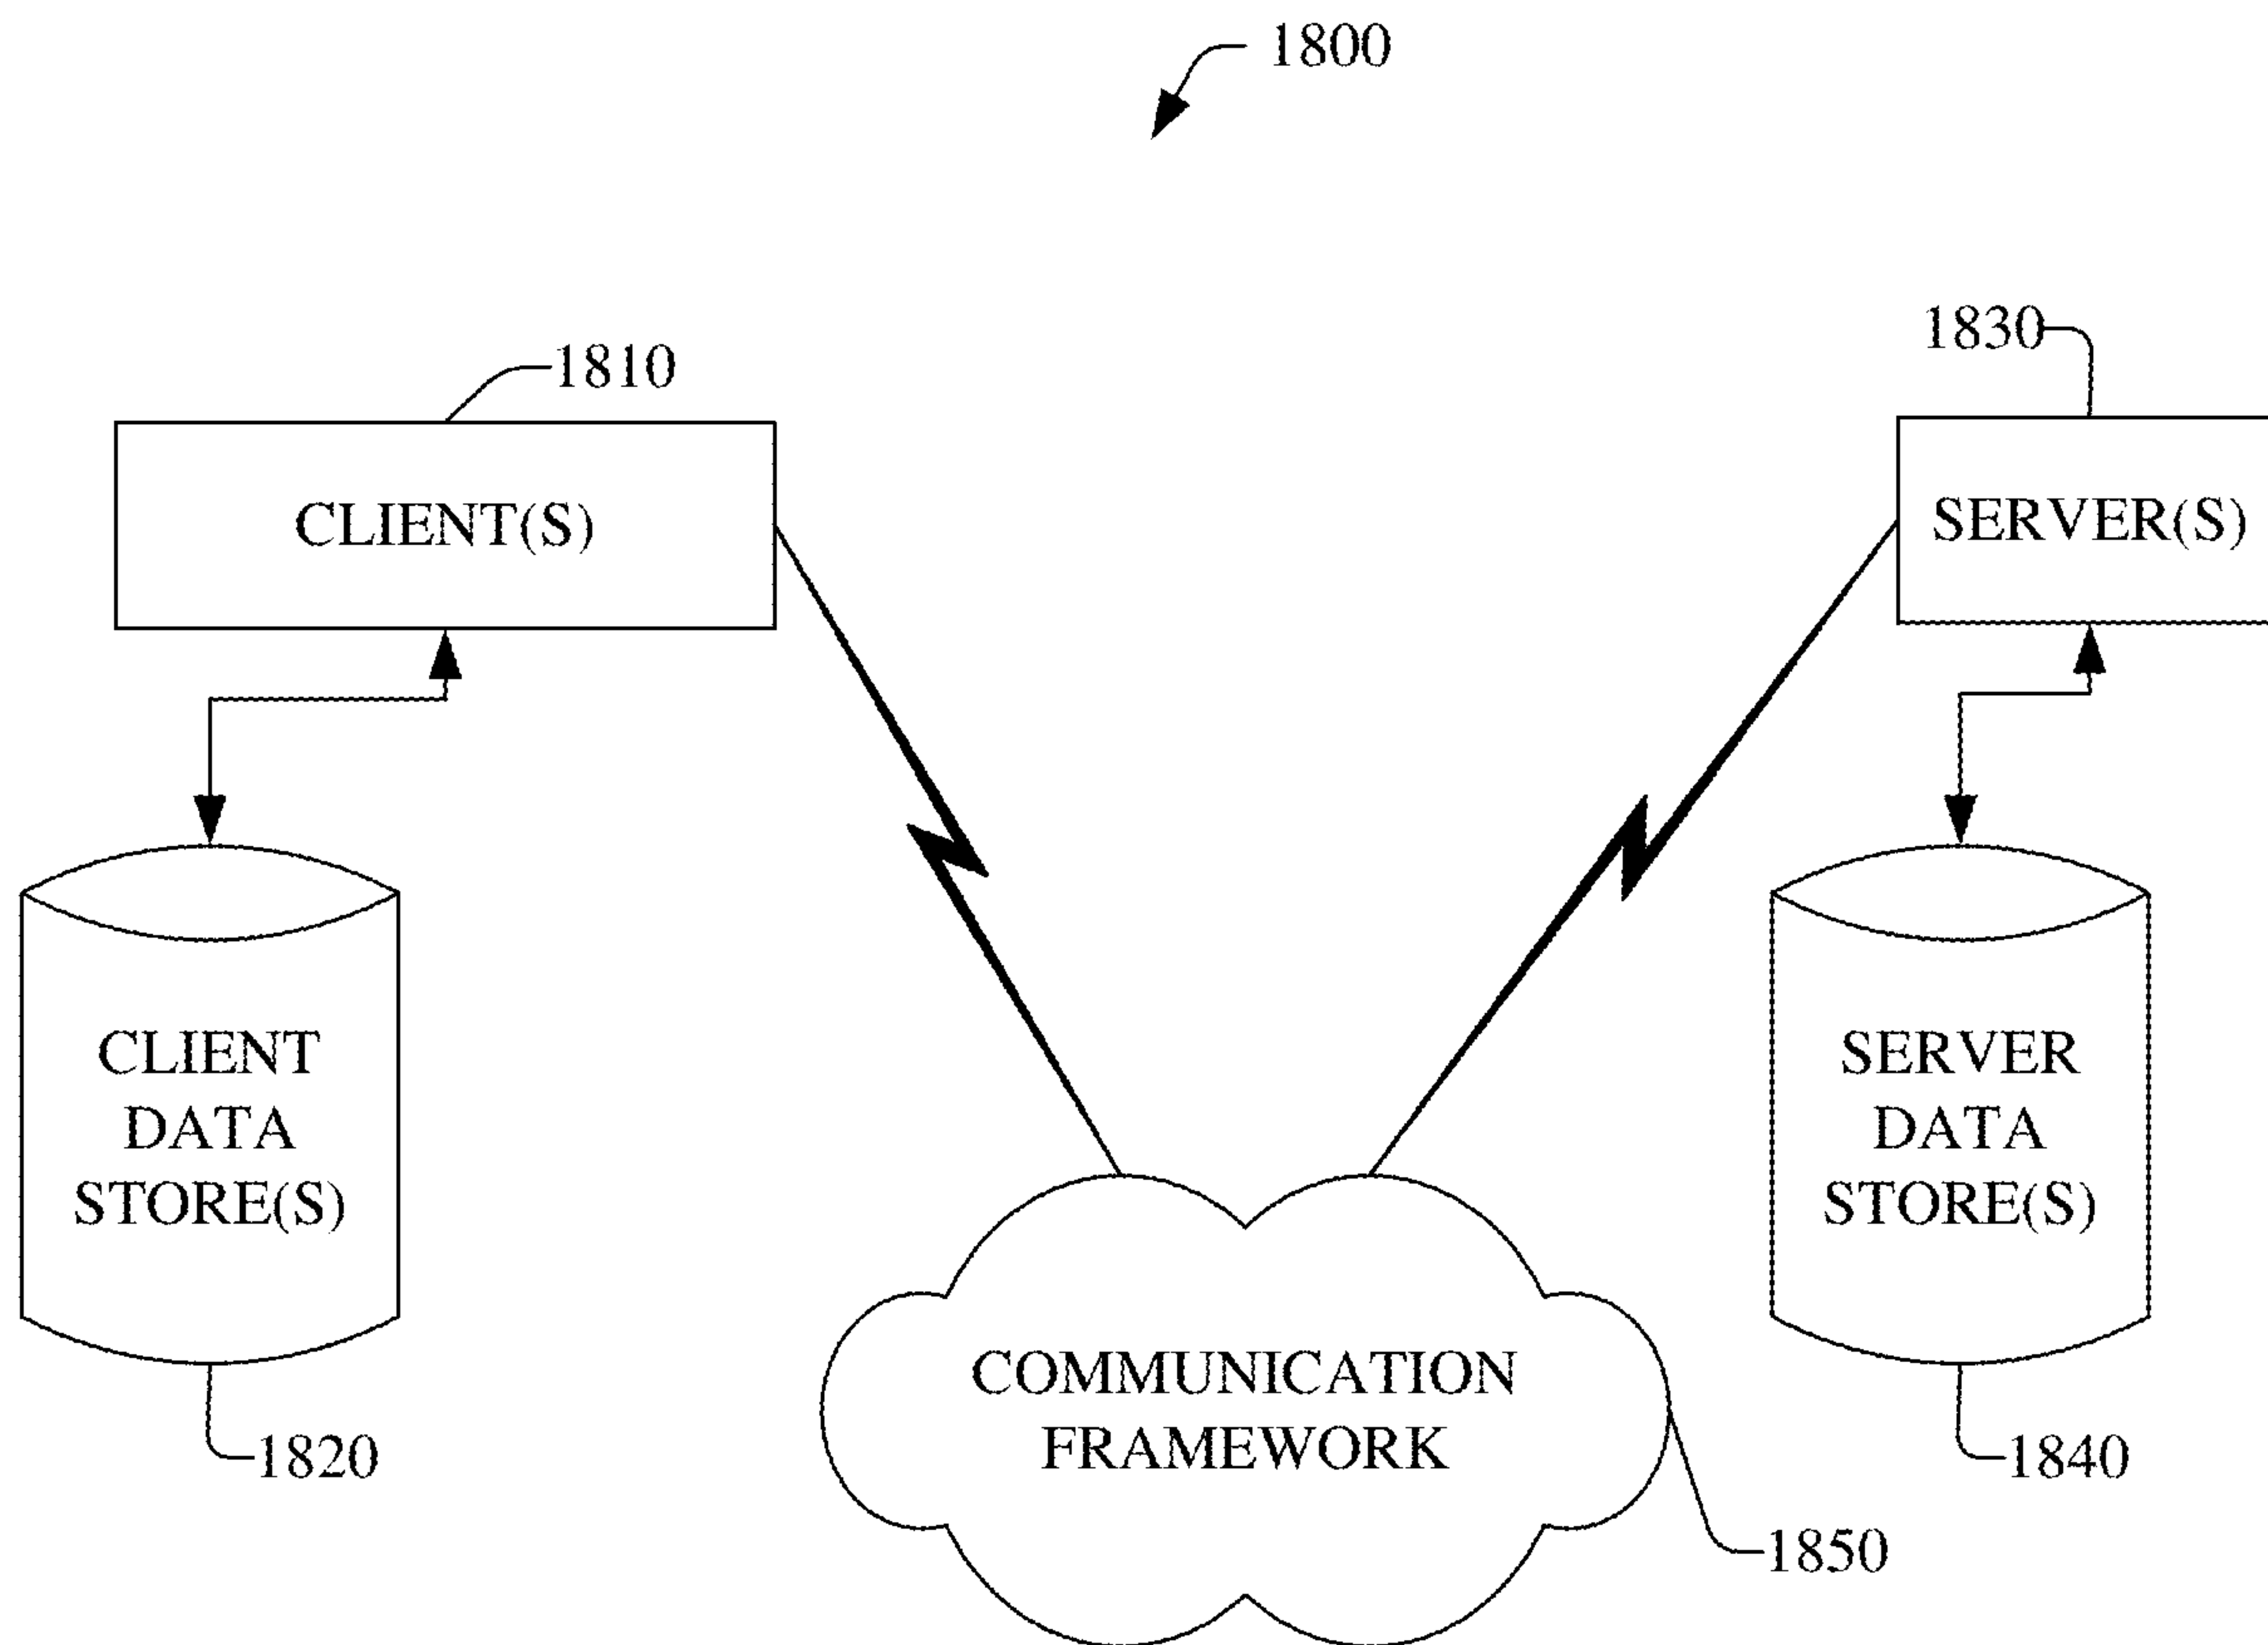 1800
1810
1830
CLIENT(S)
SERVER(S)
CLIENT
DATA
STORE(S)
SERVER
DATA
STORE(S)
COMMUNICATION
FRAMEWORK
1820
1840
1850